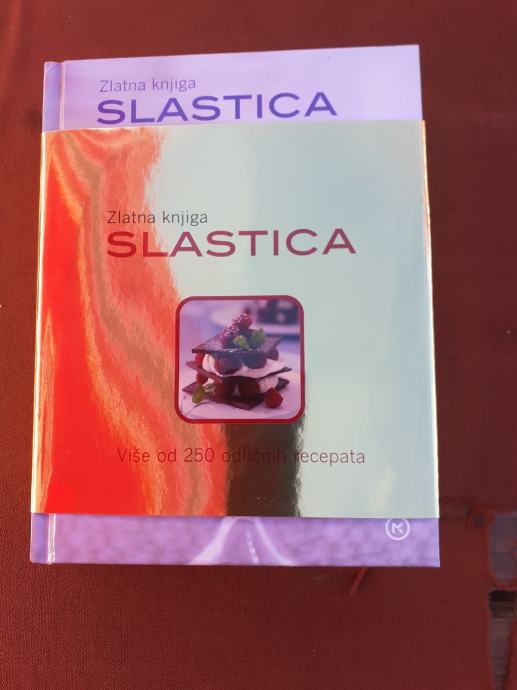 Zlatna knjiga
SLASTICA
Zlatna knjiga
SLASTICA
Više od 250 odličnih recepata